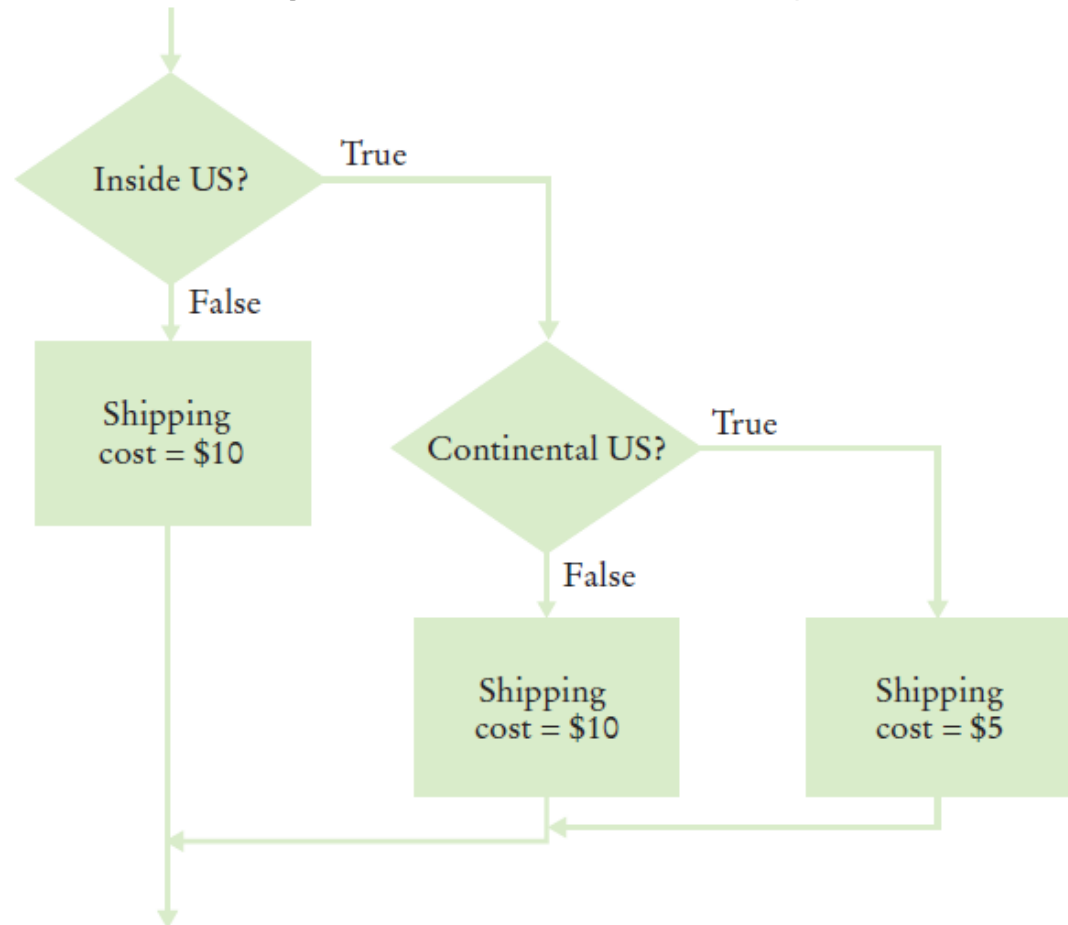 Inside US?
True
False
Shipping
cost = $10
Continental US?
True
False
Shipping
cost = $10
Shipping
cost = $5